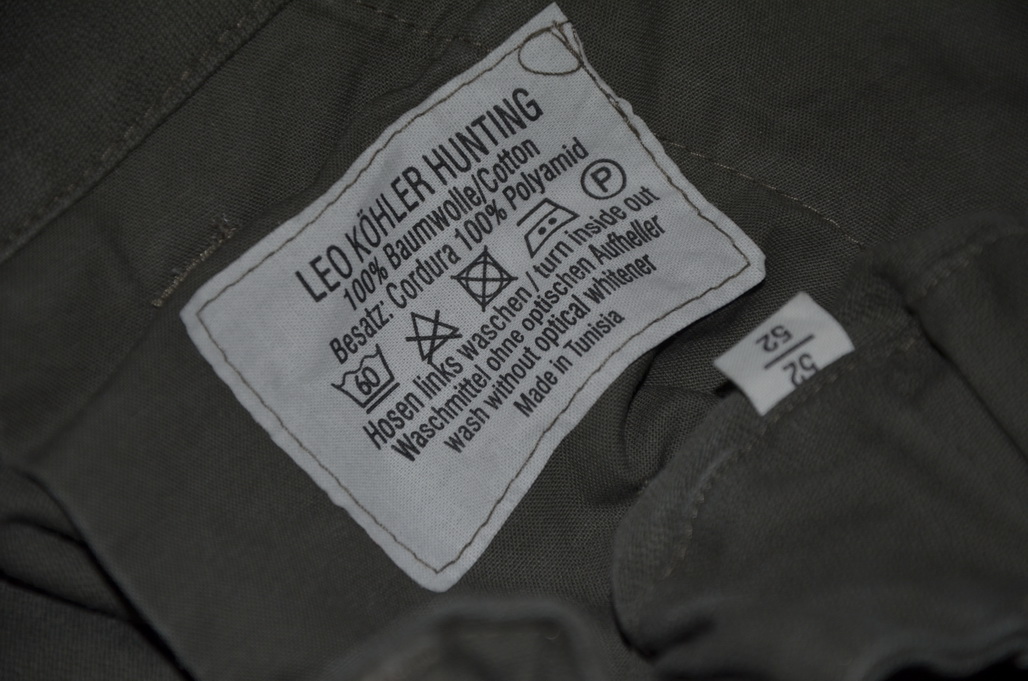 LEO KÖHLER HUNTING
100% Baumwolle/Cotton
Besatz: Cordura 100% Polyamid
60 P
Hosen links waschen / turn inside out
Waschmittel ohne optischen Aufheller
wash without optical whitener
Made in Tunisia
52
52